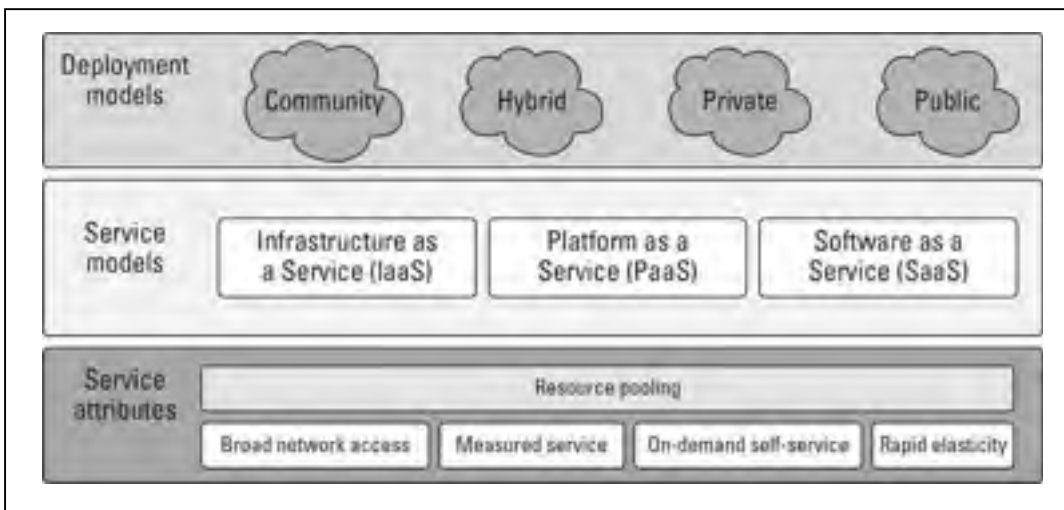 Deployment
models
Community
Hybrid
Private
Public
Service
models
Infrastructure as
a Service (IaaS)
Platform as a
Service (PaaS)
Software as a
Service (SaaS)
Service
attributes
Resource pooling
Broad network access
Measured service
On-demand self-service
Rapid elasticity